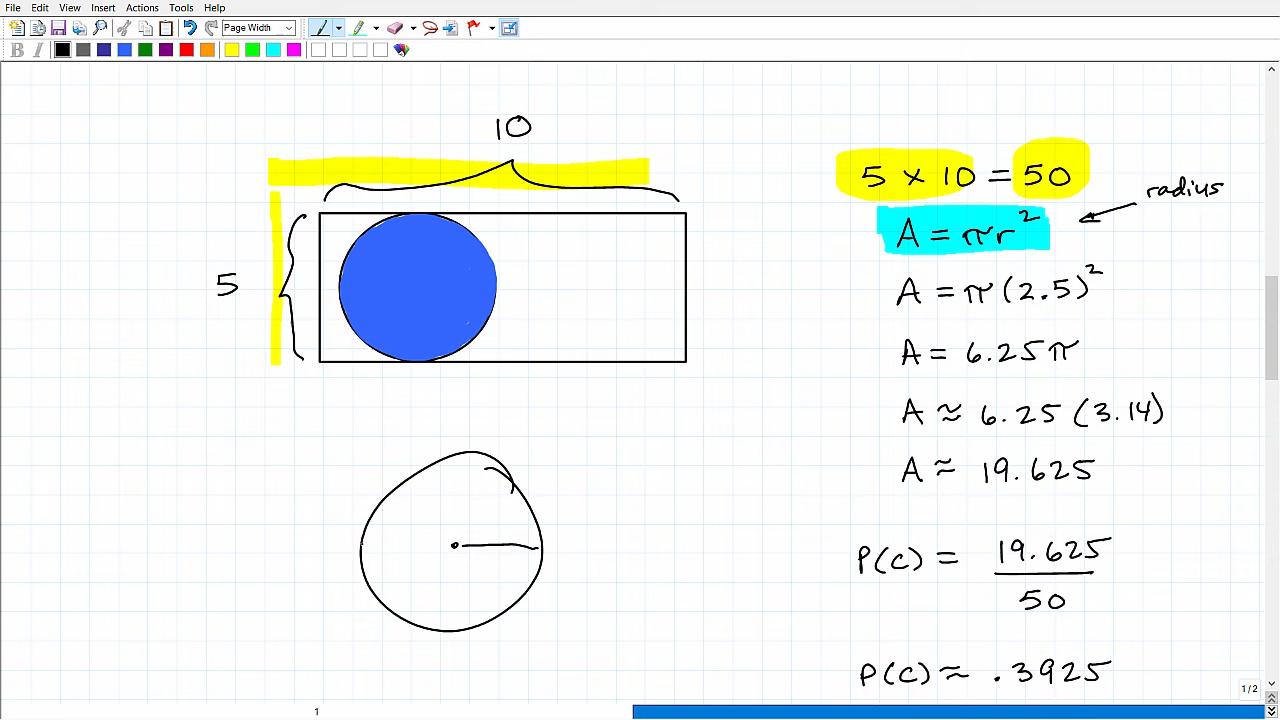 File Edit View Insert Actions Tools Help
Page Width
B I
10
5
5 × 10 = 50
radius
A = πr²
A = π(2.5)²
A = 6.25π
A ≈ 6.25(3.14)
A ≈ 19.625
P(C) = 19.625
50
P(C) ≈ .3925
1/2
1